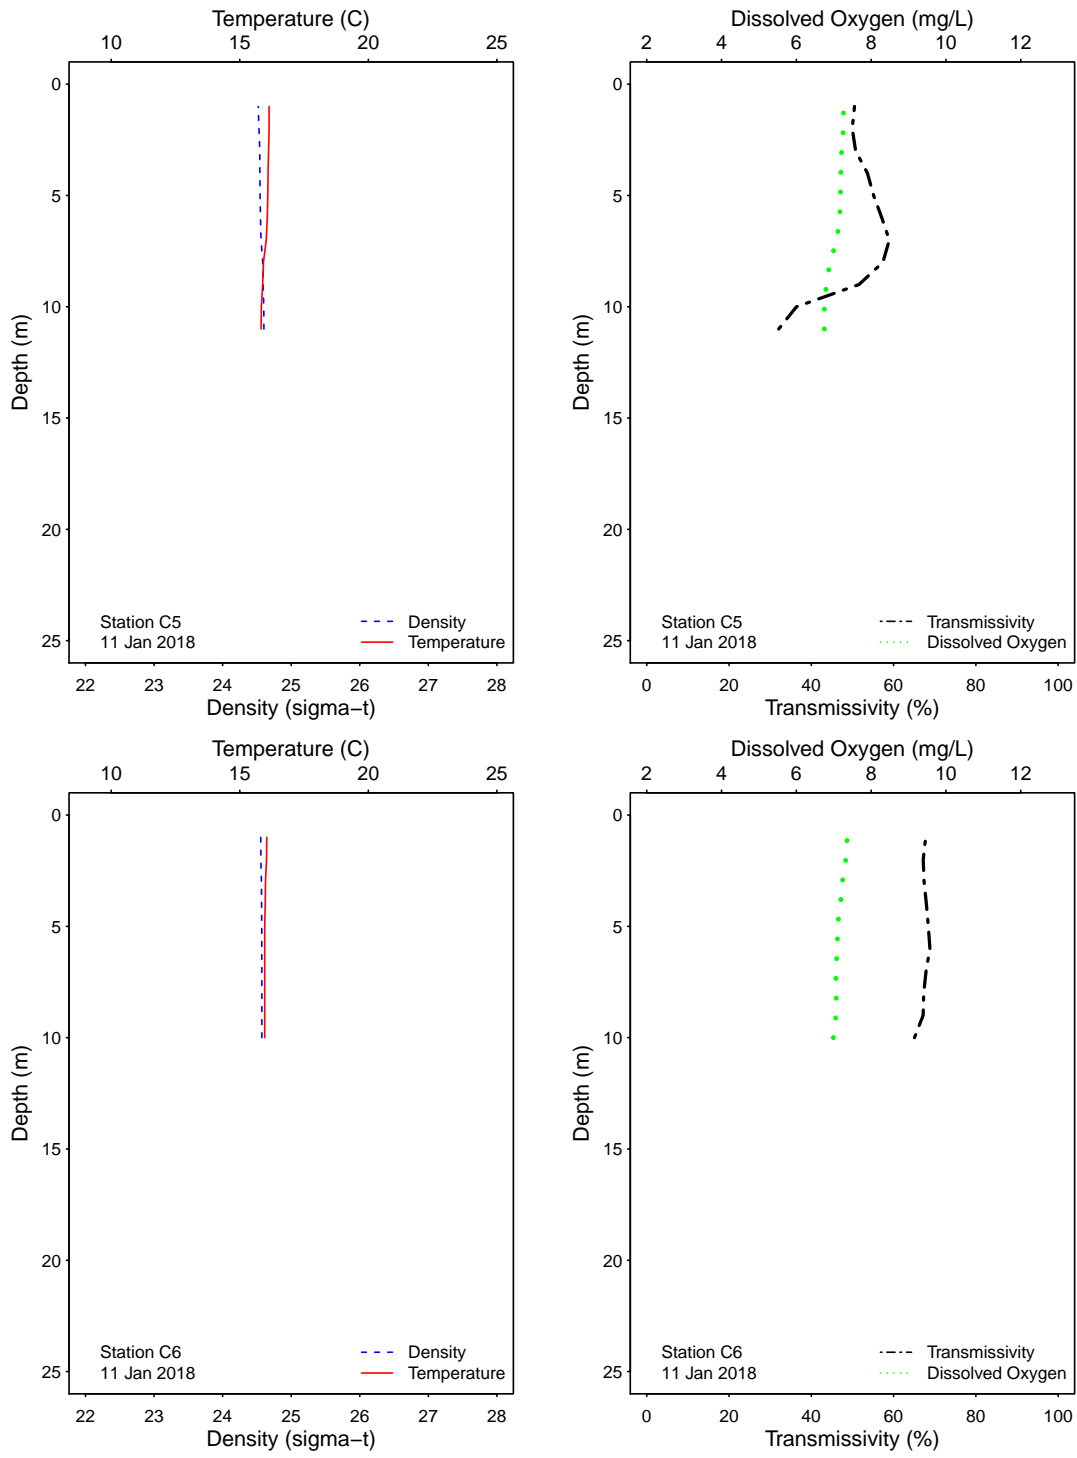 Temperature (C)
10 15 20 25
0
5
10
15
20
25
Depth (m)
Station C5
11 Jan 2018
Density
Temperature
22 23 24 25 26 27 28
Density (sigma−t)
Dissolved Oxygen (mg/L)
2 4 6 8 10 12
0
5
10
15
20
25
Depth (m)
Station C5
11 Jan 2018
Transmissivity
Dissolved Oxygen
0 20 40 60 80 100
Transmissivity (%)
Temperature (C)
10 15 20 25
0
5
10
15
20
25
Depth (m)
Station C6
11 Jan 2018
Density
Temperature
22 23 24 25 26 27 28
Density (sigma−t)
Dissolved Oxygen (mg/L)
2 4 6 8 10 12
0
5
10
15
20
25
Depth (m)
Station C6
11 Jan 2018
Transmissivity
Dissolved Oxygen
0 20 40 60 80 100
Transmissivity (%)